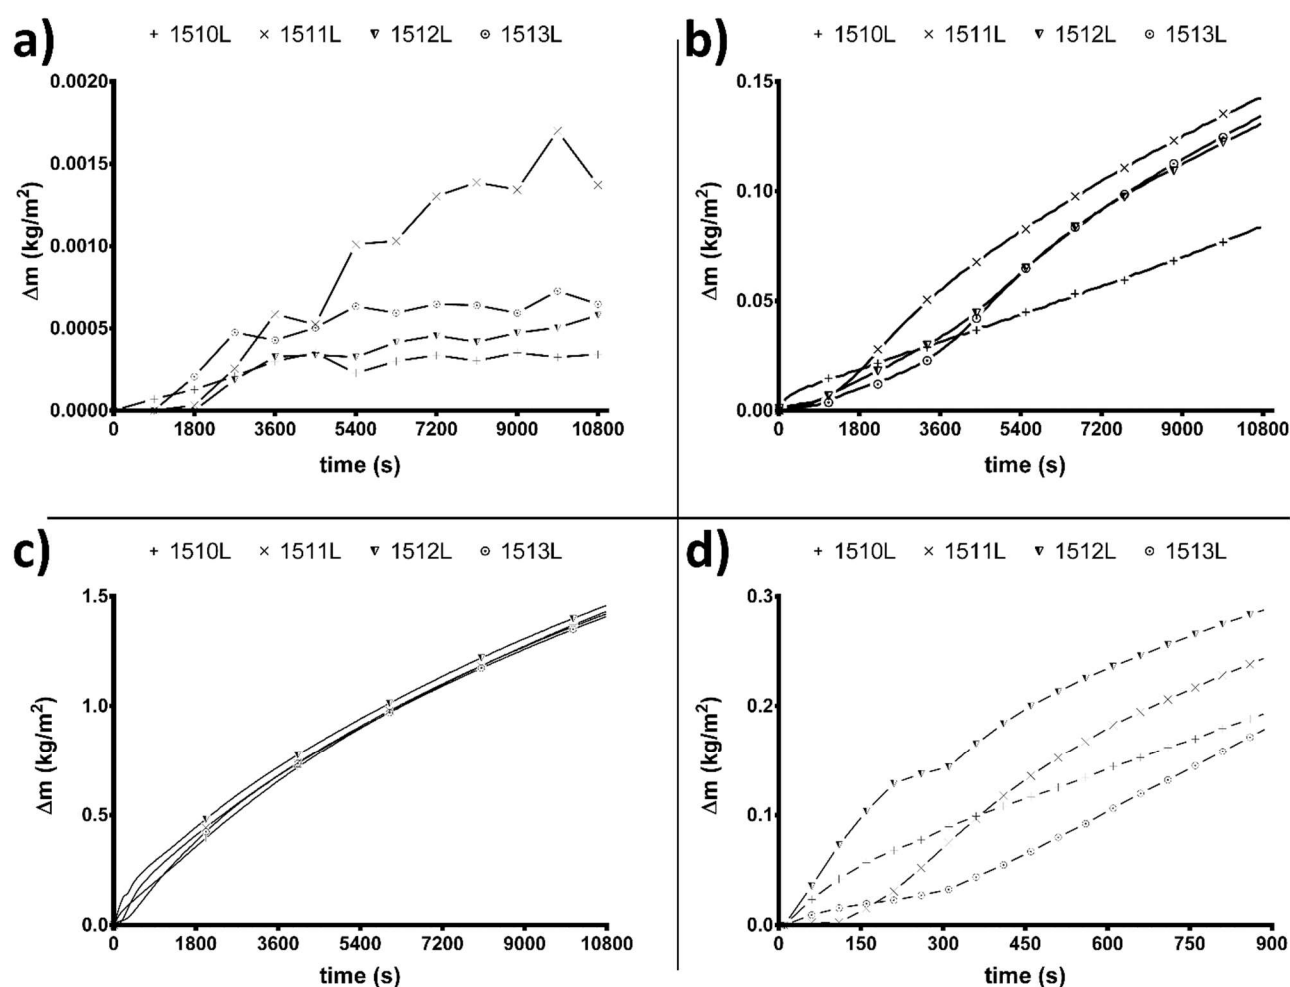 a)
+ 1510L × 1511L ▼ 1512L ⊙ 1513L
0.0020
0.0015
0.0010
0.0005
0.0000
Δm (kg/m²)
0 1800 3600 5400 7200 9000 10800
time (s)
b)
+ 1510L × 1511L ▼ 1512L ⊙ 1513L
0.15
0.10
0.05
0.00
Δm (kg/m²)
0 1800 3600 5400 7200 9000 10800
time (s)
c)
+ 1510L × 1511L ▼ 1512L ⊙ 1513L
1.5
1.0
0.5
0.0
Δm (kg/m²)
0 1800 3600 5400 7200 9000 10800
time (s)
d)
+ 1510L × 1511L ▼ 1512L ⊙ 1513L
0.3
0.2
0.1
0.0
Δm (kg/m²)
0 150 300 450 600 750 900
time (s)